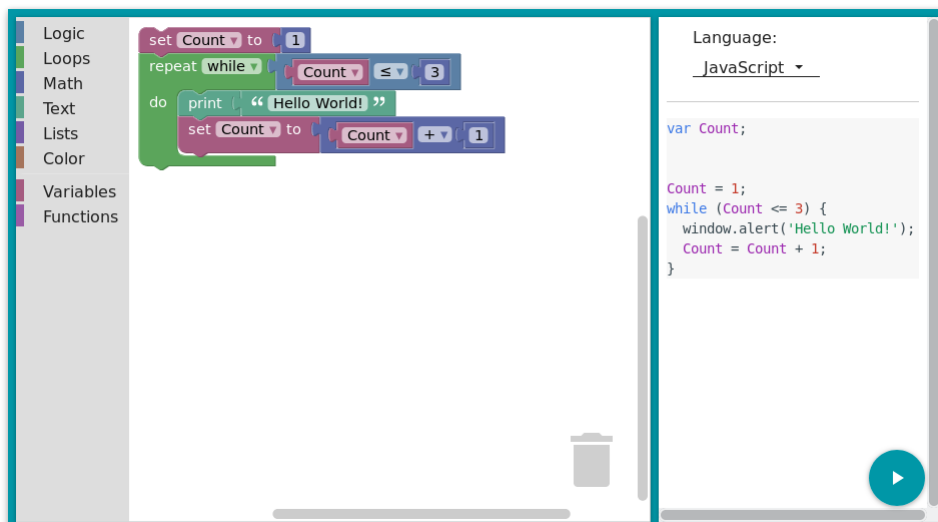 Logic
Loops
Math
Text
Lists
Color
Variables
Functions
set Count ▾ to 1
repeat while ▾ Count ▾ ≤ ▾ 3
do print “ Hello World! ”
set Count ▾ to Count ▾ + ▾ 1
Language:
JavaScript
var Count;
Count = 1;
while (Count <= 3) {
  window.alert('Hello World!');
  Count = Count + 1;
}